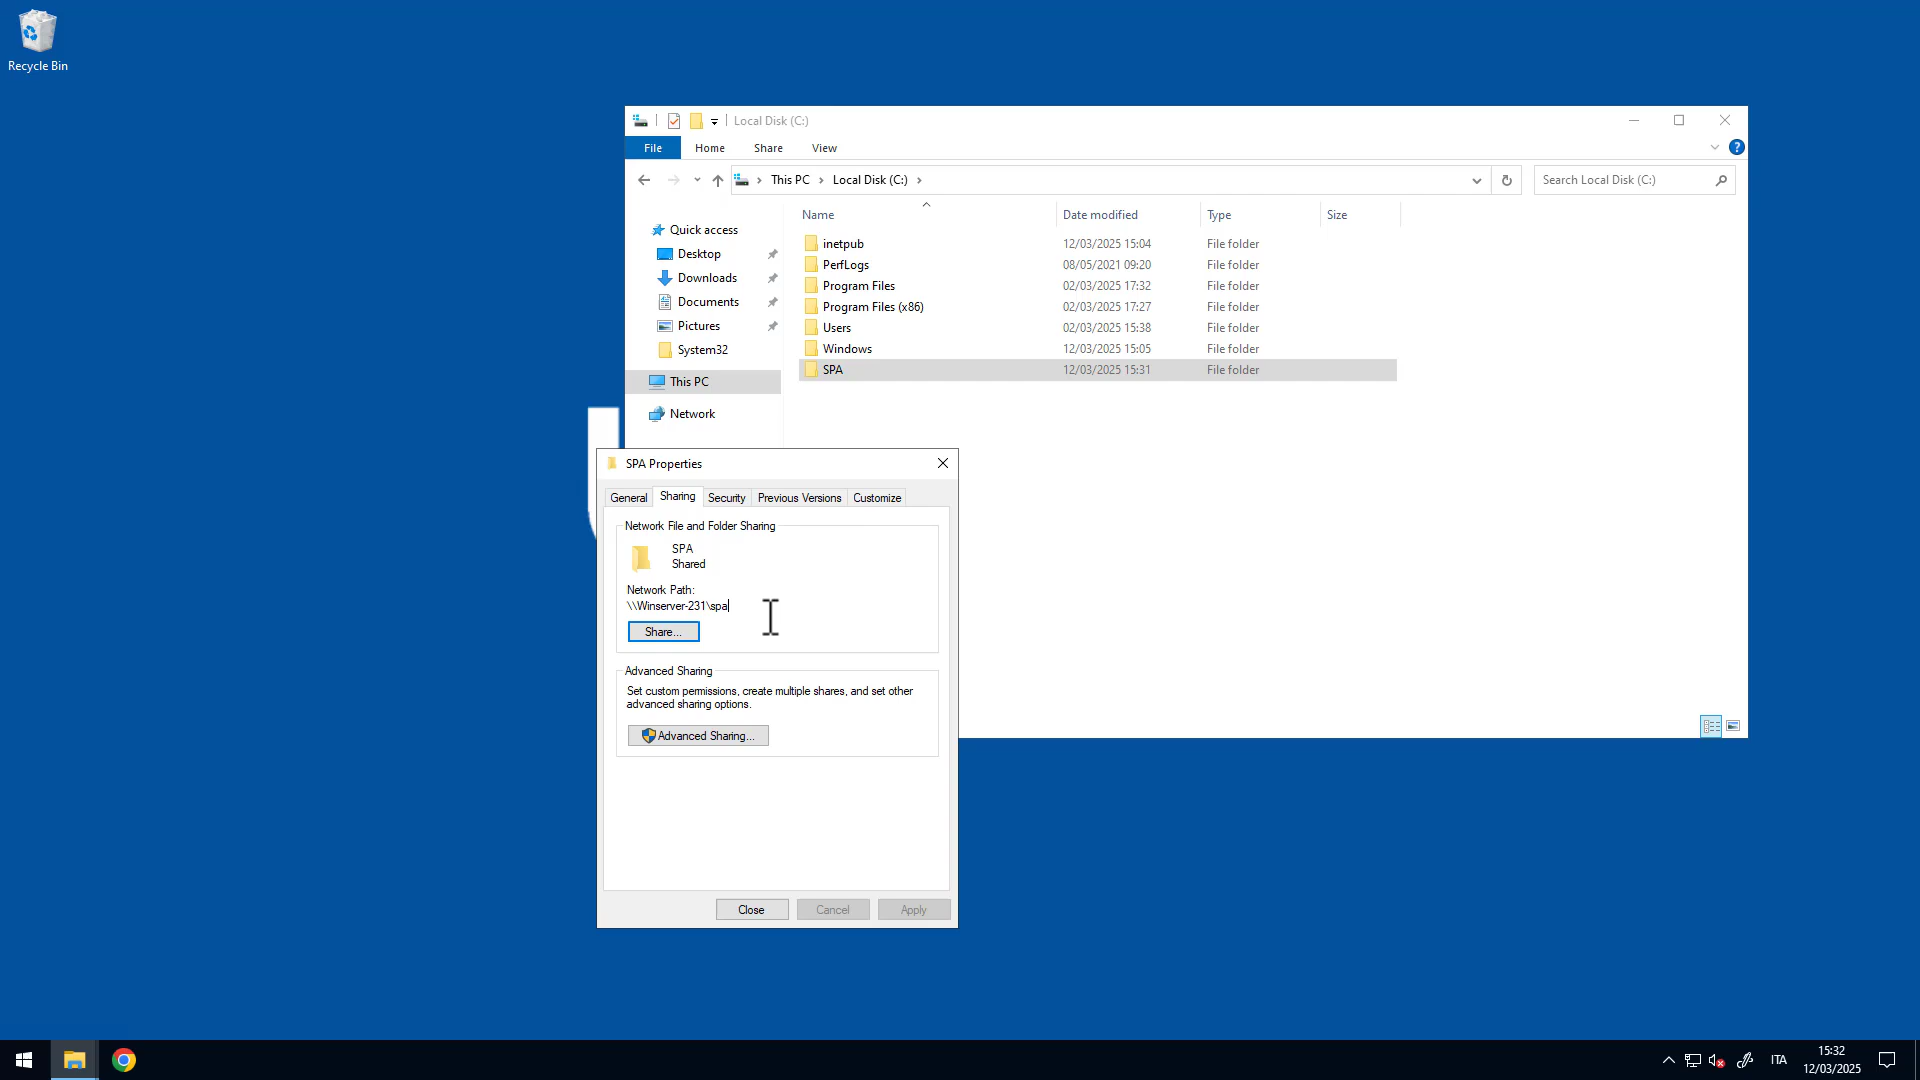 Recycle Bin
Local Disk (C:)
File Home Share View
This PC Local Disk (C:)
Search Local Disk (C:)
Name Date modified Type Size
Quick access
Desktop
Downloads
Documents
Pictures
System32
This PC
Network
inetpub 12/03/2025 15:04 File folder
PerfLogs 08/05/2021 09:20 File folder
Program Files 02/03/2025 17:32 File folder
Program Files (x86) 02/03/2025 17:27 File folder
Users 02/03/2025 15:38 File folder
Windows 12/03/2025 15:05 File folder
SPA 12/03/2025 15:31 File folder
SPA Properties
General Sharing Security Previous Versions Customize
Network File and Folder Sharing
SPA
Shared
Network Path:
\\Winserver-231\spa
Share...
Advanced Sharing
Set custom permissions, create multiple shares, and set other
advanced sharing options.
Advanced Sharing...
Close Cancel Apply
ITA
15:32
12/03/2025